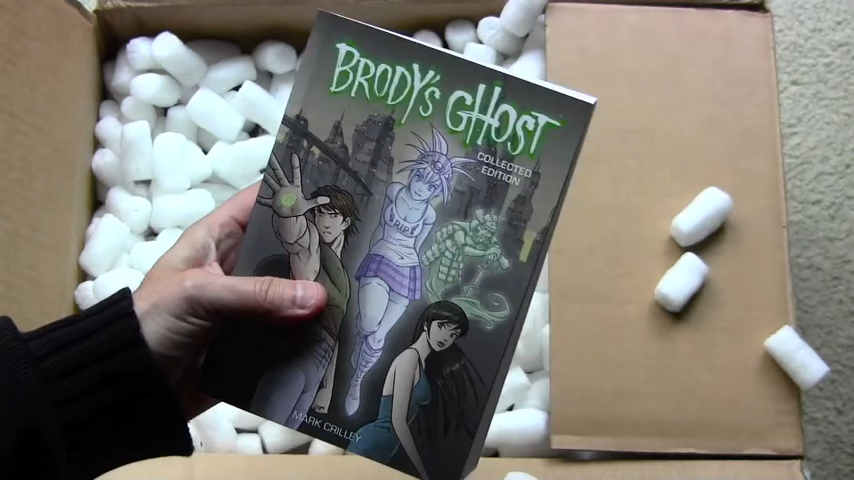 BRODY'S GHOST
COLLECTED
EDITION
R.I.P.
MARK CRILLEY